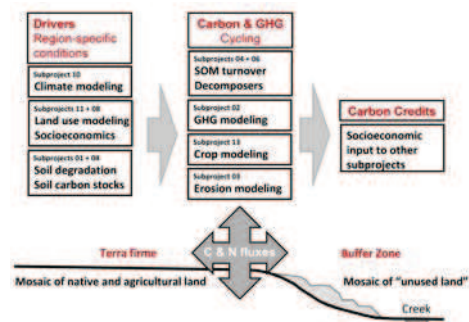 Drivers
Region-specific
conditions
Subproject 10
Climate modeling
Subprojects 11 + 08
Land use modeling
Socioeconomics
Subprojects 01 + 04
Soil degradation
Soil carbon stocks
Carbon & GHG
Cycling
Subprojects 04 + 06
SOM turnover
Decomposers
Subproject 02
GHG modeling
Subproject 13
Crop modeling
Subproject 03
Erosion modeling
Carbon Credits
Socioeconomic
input to other
subprojects
Terra firme
C & N fluxes
Buffer Zone
Mosaic of native and agricultural land
Mosaic of "unused land"
Creek